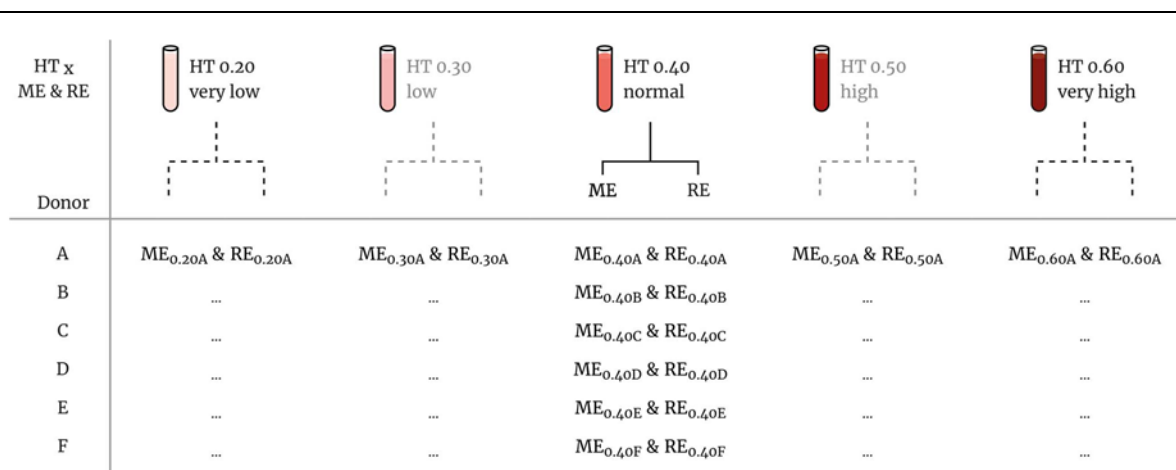 HT x
ME & RE
HT 0.20
very low
HT 0.30
low
HT 0.40
normal
HT 0.50
high
HT 0.60
very high
ME RE
Donor
A ME0.20A & RE0.20A ME0.30A & RE0.30A ME0.40A & RE0.40A ME0.50A & RE0.50A ME0.60A & RE0.60A
B ... ... ME0.40B & RE0.40B ... ...
C ... ... ME0.40C & RE0.40C ... ...
D ... ... ME0.40D & RE0.40D ... ...
E ... ... ME0.40E & RE0.40E ... ...
F ... ... ME0.40F & RE0.40F ... ...